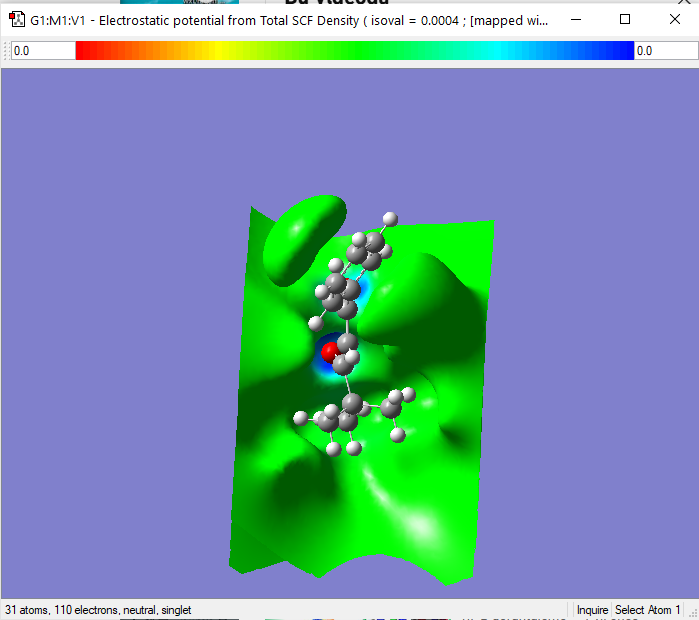 G1:M1:V1 - Electrostatic potential from Total SCF Density ( isoval = 0.0004 ; [mapped wi...
0.0
0.0
31 atoms, 110 electrons, neutral, singlet
Inquire
Select Atom 1